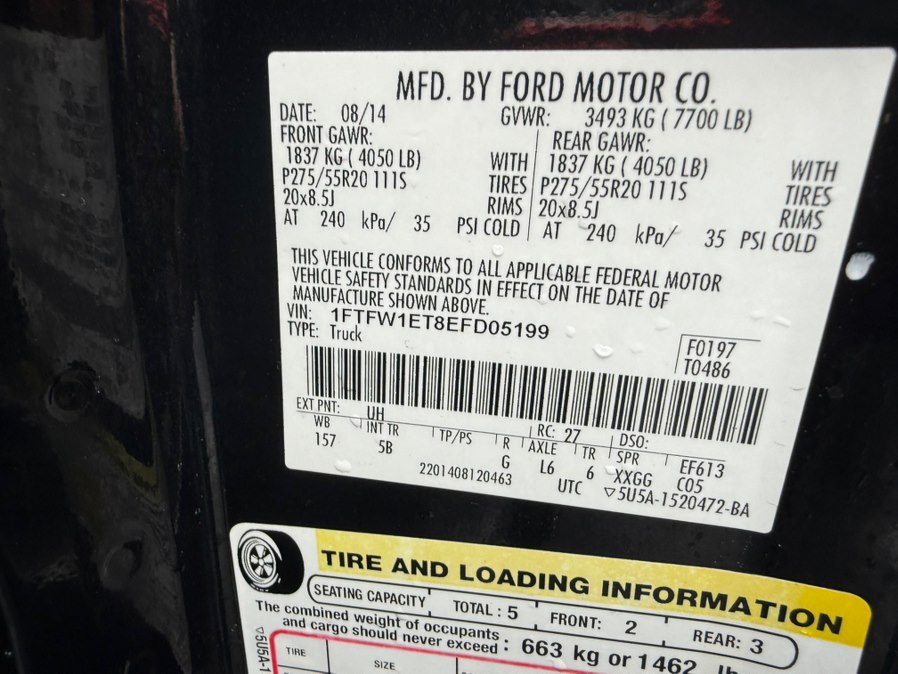 MFD. BY FORD MOTOR CO.
DATE: 08/14 GVWR: 3493 KG ( 7700 LB)
FRONT GAWR: REAR GAWR:
1837 KG ( 4050 LB) WITH 1837 KG ( 4050 LB) WITH
P275/55R20 111S TIRES P275/55R20 111S TIRES
20x8.5J RIMS 20x8.5J RIMS
AT 240 kPa/ 35 PSI COLD AT 240 kPa/ 35 PSI COLD
THIS VEHICLE CONFORMS TO ALL APPLICABLE FEDERAL MOTOR
VEHICLE SAFETY STANDARDS IN EFFECT ON THE DATE OF
MANUFACTURE SHOWN ABOVE.
VIN: 1FTFW1ET8EFD05199
TYPE: Truck
F0197
T0486
EXT PNT: UH RC: 27 DSO:
WB INT TR TP/PS R AXLE TR SPR EF613
157 5B G L6 6 XXGG C05
2201408120463 UTC ▽5U5A-1520472-BA
TIRE AND LOADING INFORMATION
SEATING CAPACITY TOTAL : 5 FRONT: 2 REAR: 3
The combined weight of occupants
and cargo should never exceed : 663 kg or 1462 lb
TIRE SIZE
▽5U5A-1